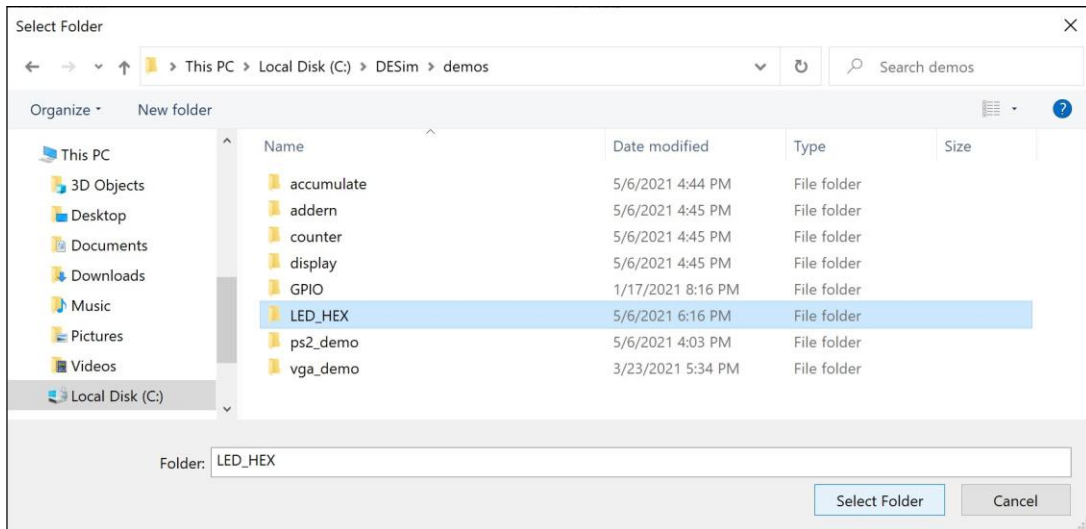 Select Folder
This PC > Local Disk (C:) > DESim > demos
Search demos
Organize
New folder
Name Date modified Type Size
This PC
3D Objects
Desktop
Documents
Downloads
Music
Pictures
Videos
Local Disk (C:)
accumulate 5/6/2021 4:44 PM File folder
addern 5/6/2021 4:45 PM File folder
counter 5/6/2021 4:45 PM File folder
display 5/6/2021 4:45 PM File folder
GPIO 1/17/2021 8:16 PM File folder
LED_HEX 5/6/2021 6:16 PM File folder
ps2_demo 5/6/2021 4:03 PM File folder
vga_demo 3/23/2021 5:34 PM File folder
Folder: LED_HEX
Select Folder
Cancel